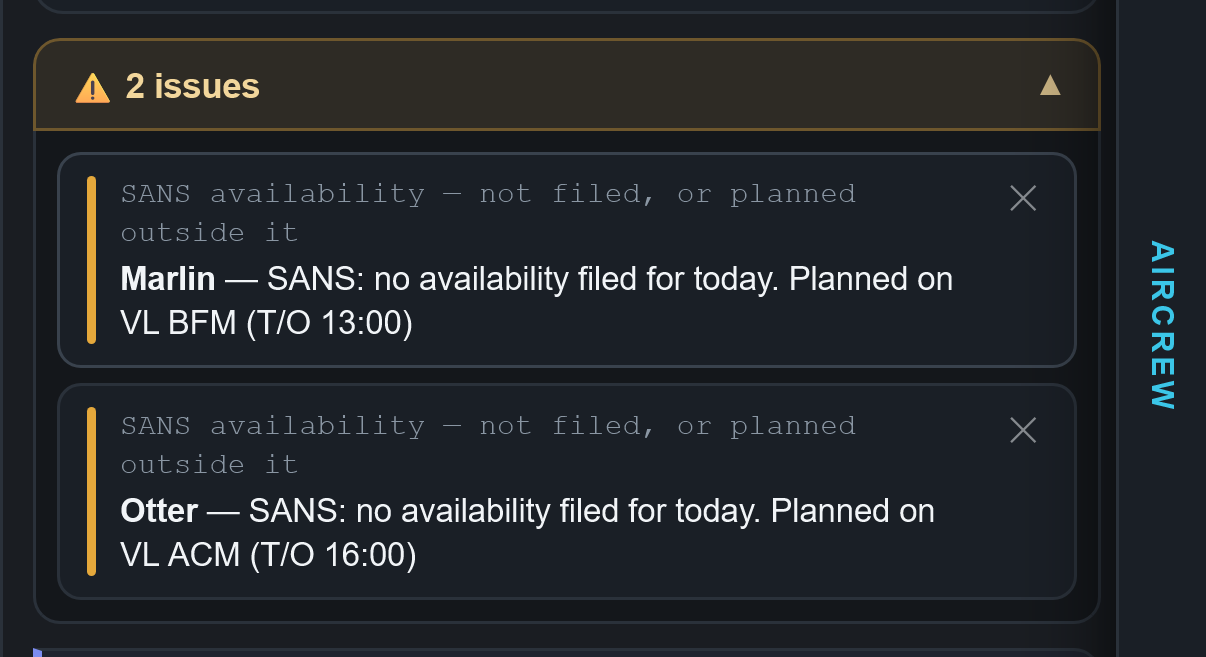 2 issues
SANS availability — not filed, or planned
outside it
Marlin — SANS: no availability filed for today. Planned on
VL BFM (T/O 13:00)
SANS availability — not filed, or planned
outside it
Otter — SANS: no availability filed for today. Planned on
VL ACM (T/O 16:00)
AIRCREW